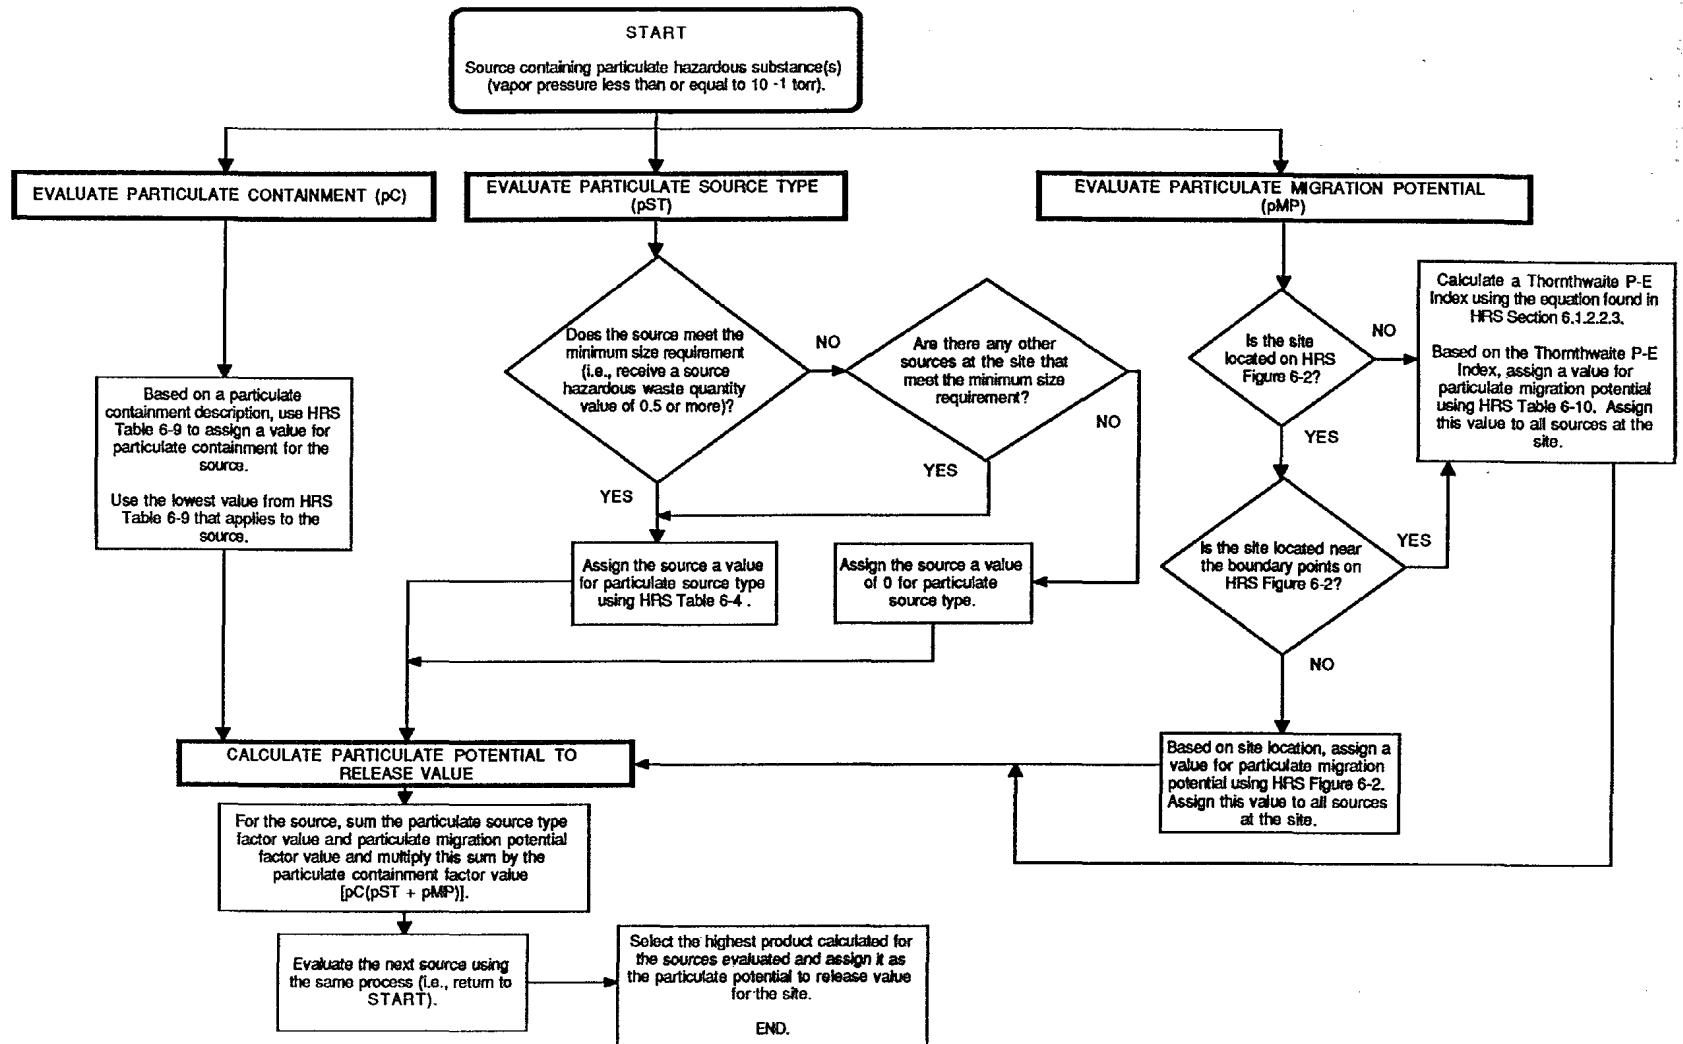 START
Source containing particulate hazardous substance(s)
(vapor pressure less than or equal to 10 -1 torr).
EVALUATE PARTICULATE CONTAINMENT (pC)
EVALUATE PARTICULATE SOURCE TYPE
(pST)
EVALUATE PARTICULATE MIGRATION POTENTIAL
(pMP)
Based on a particulate
containment description, use HRS
Table 6-9 to assign a value for
particulate containment for the
source.
Use the lowest value from HRS
Table 6-9 that applies to the
source.
Does the source meet the
minimum size requirement
(i.e., receive a source
hazardous waste quantity
value of 0.5 or more)?
NO
YES
Are there any other
sources at the site that
meet the minimum size
requirement?
NO
YES
Assign the source a value
for particulate source type
using HRS Table 6-4 .
Assign the source a value
of 0 for particulate
source type.
Is the site
located on HRS
Figure 6-2?
NO
YES
Calculate a Thornthwaite P-E
Index using the equation found in
HRS Section 6.1.2.2.3.
Based on the Thornthwaite P-E
Index, assign a value for
particulate migration potential
using HRS Table 6-10. Assign
this value to all sources at the
site.
Is the site located near
the boundary points on
HRS Figure 6-2?
YES
NO
Based on site location, assign a
value for particulate migration
potential using HRS Figure 6-2.
Assign this value to all sources
at the site.
CALCULATE PARTICULATE POTENTIAL TO
RELEASE VALUE
For the source, sum the particulate source type
factor value and particulate migration potential
factor value and multiply this sum by the
particulate containment factor value
[pC(pST + pMP)].
Evaluate the next source using
the same process (i.e., return to
START).
Select the highest product calculated for
the sources evaluated and assign it as
the particulate potential to release value
for the site.
END.